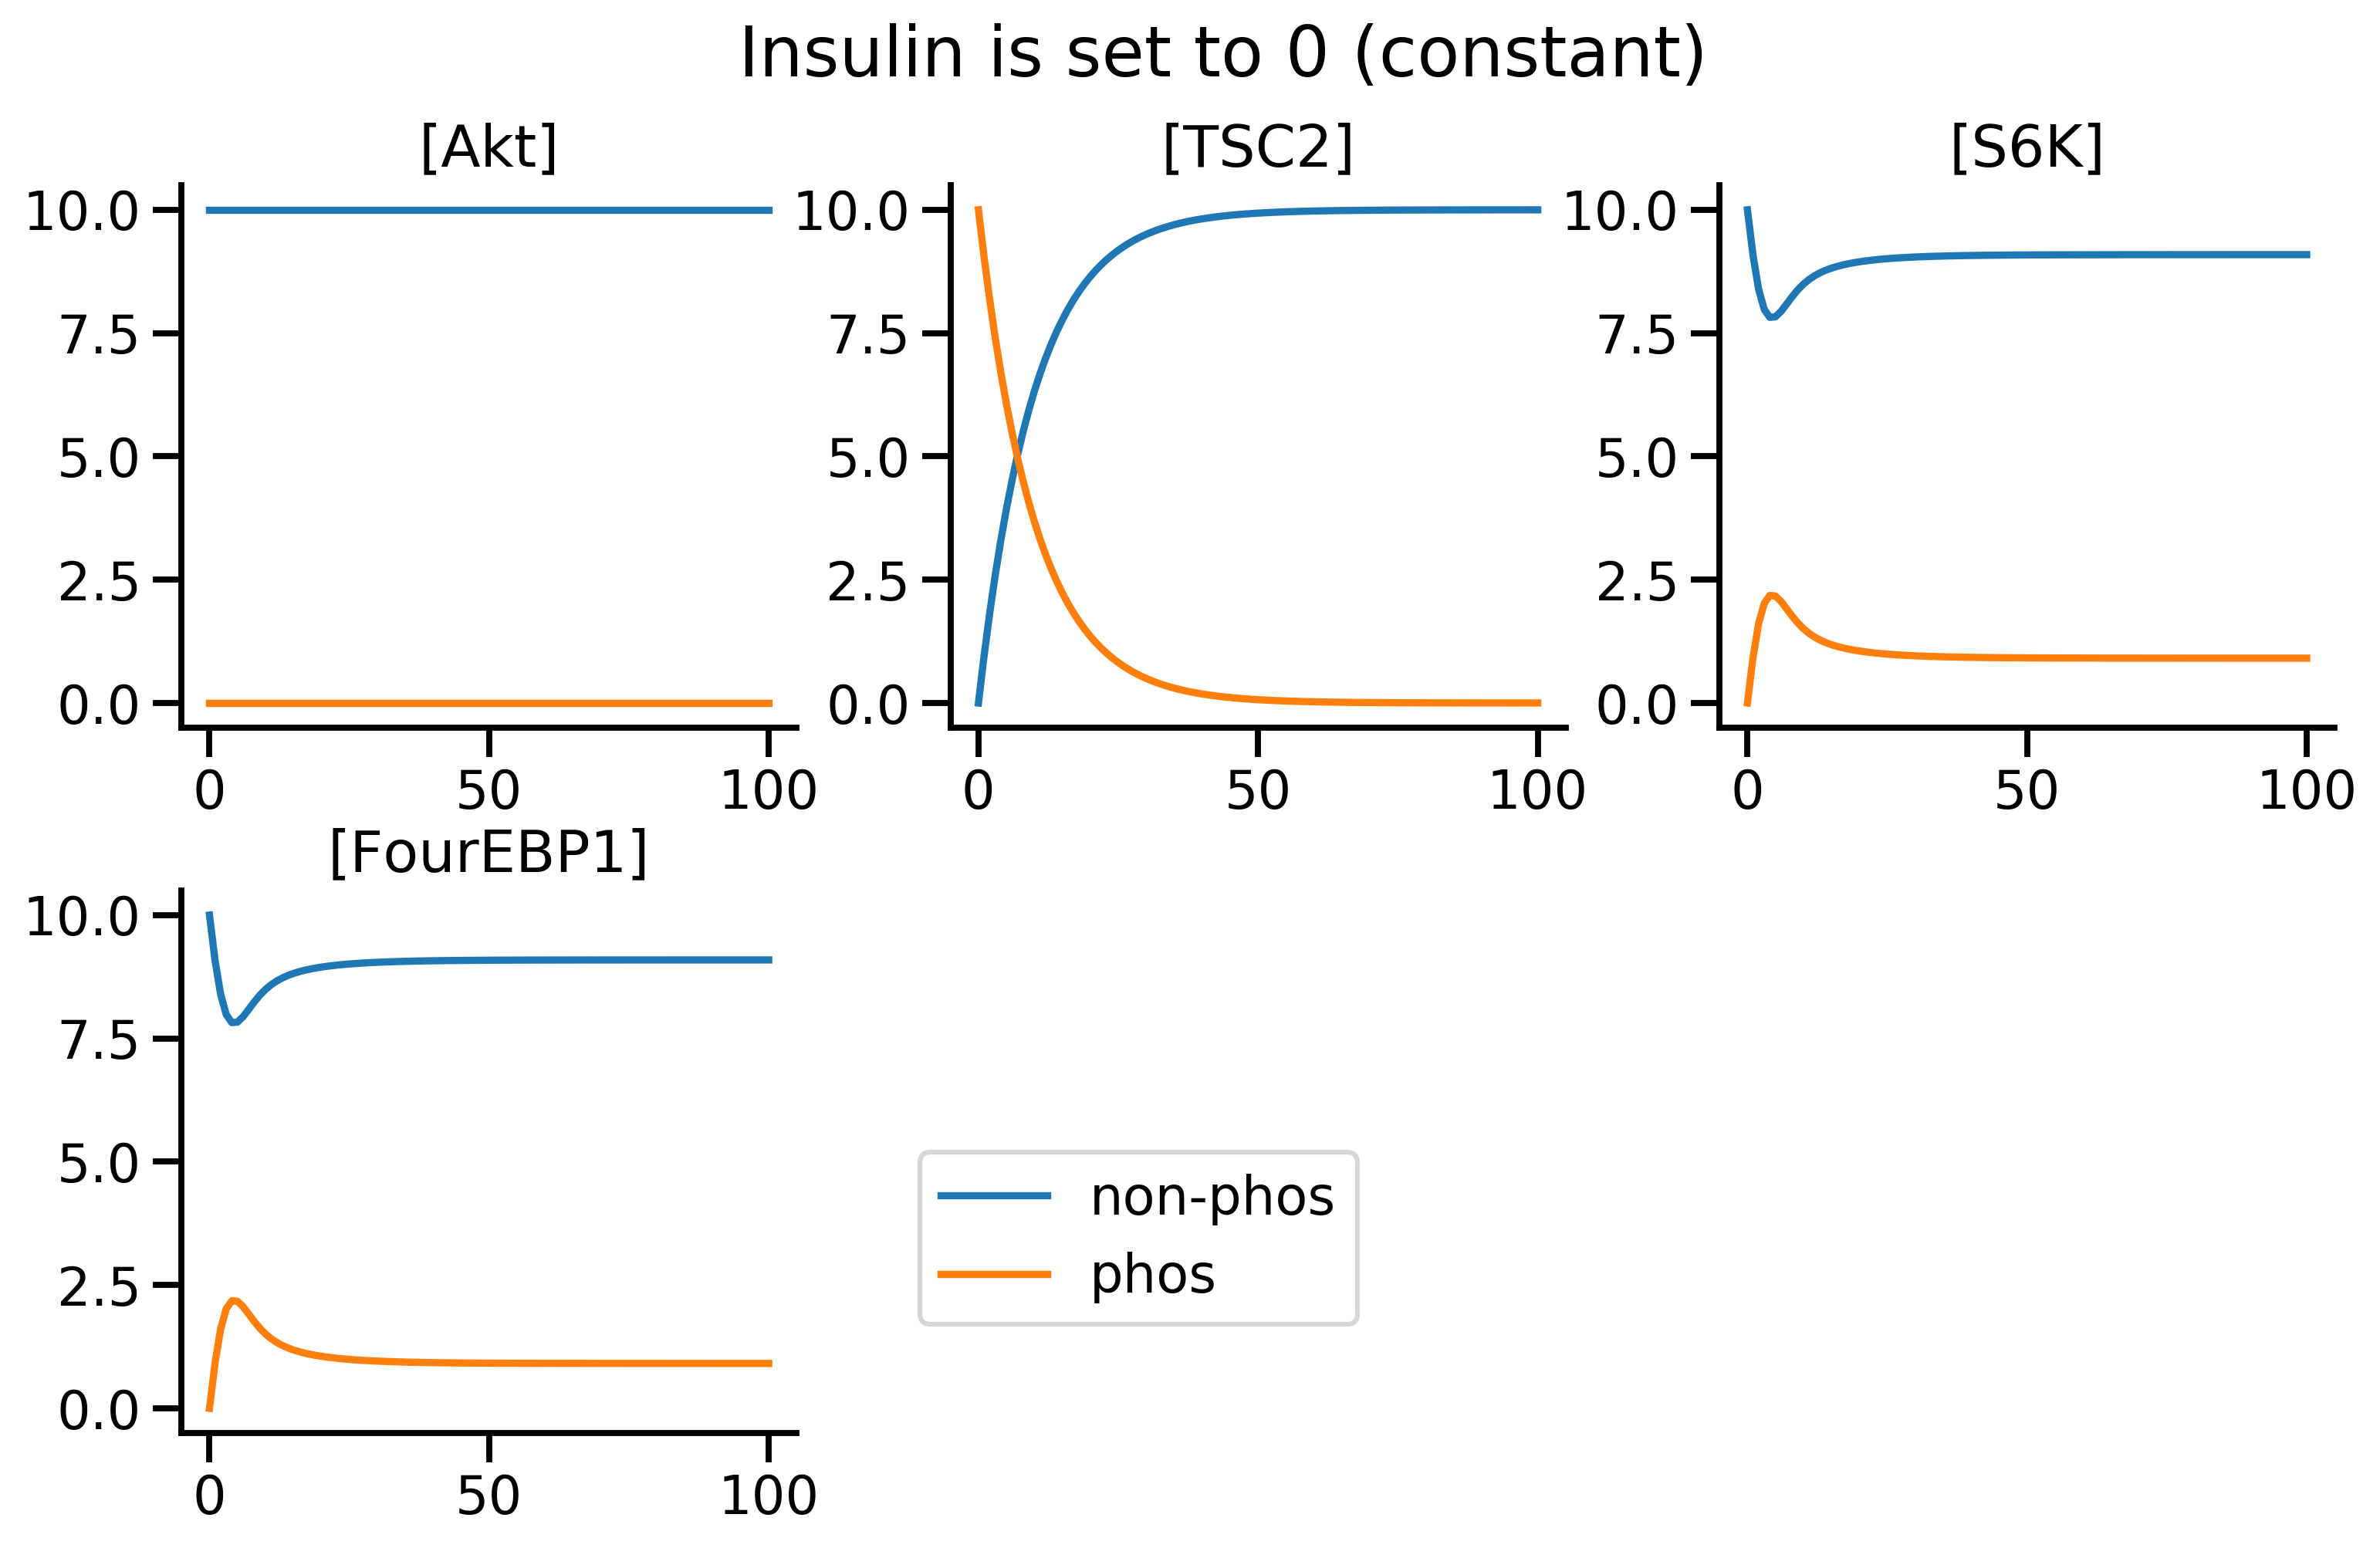 Insulin is set to 0 (constant)
[Akt] [TSC2] [S6K]
10.0 10.0 10.0
7.5 7.5 7.5
5.0 5.0 5.0
2.5 2.5 2.5
0.0 0.0 0.0
0 50 100 0 50 100 0 50 100
[FourEBP1]
10.0
7.5
5.0
2.5
0.0
0 50 100
non-phos
phos